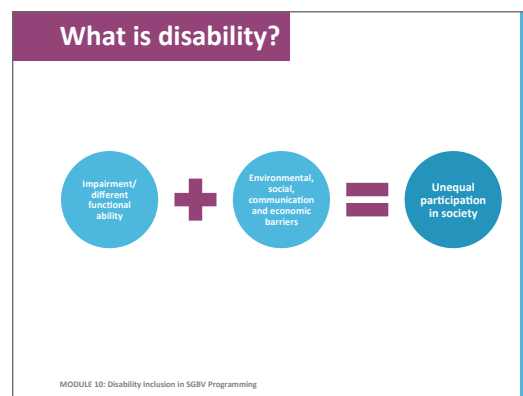 What is disability?
Impairment/
different
functional
ability
Environmental,
social,
communication
and economic
barriers
Unequal
participation
in society
MODULE 10: Disability Inclusion in SGBV Programming